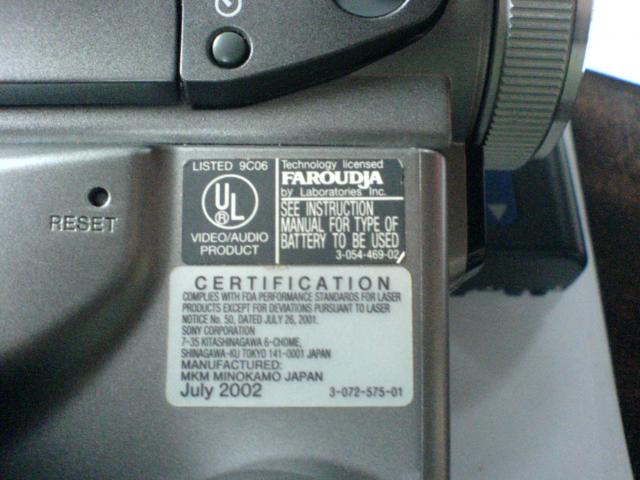 RESET
LISTED 9C06
UL
®
VIDEO/AUDIO
PRODUCT
Technology licensed
FAROUDJA
by Laboratories Inc.
SEE INSTRUCTION
MANUAL FOR TYPE OF
BATTERY TO BE USED
3-054-469-02
CERTIFICATION
COMPLIES WITH FDA PERFORMANCE STANDARDS FOR LASER
PRODUCTS EXCEPT FOR DEVIATIONS PURSUANT TO LASER
NOTICE No. 50, DATED JULY 26, 2001.
SONY CORPORATION
7-35 KITASHINAGAWA 6-CHOME,
SHINAGAWA-KU TOKYO 141-0001 JAPAN
MANUFACTURED:
MKM MINOKAMO JAPAN
July 2002 3-072-575-01